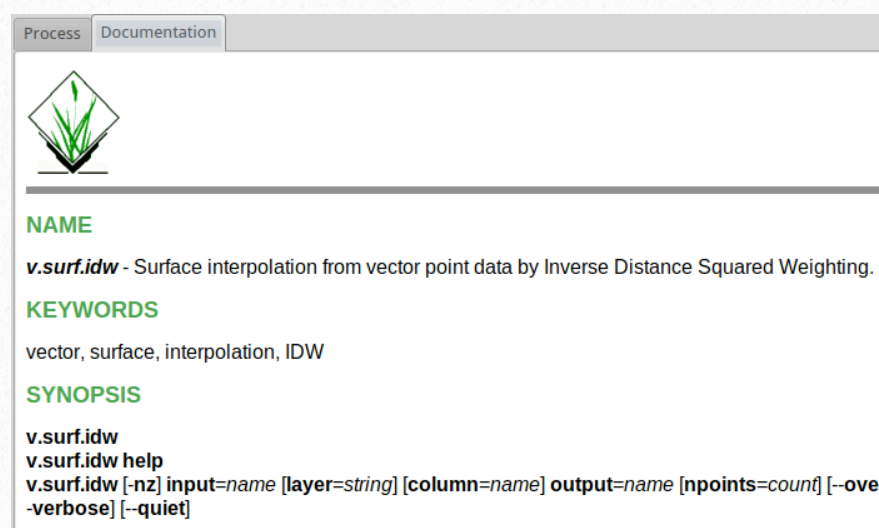 Process Documentation
NAME
v.surf.idw - Surface interpolation from vector point data by Inverse Distance Squared Weighting.
KEYWORDS
vector, surface, interpolation, IDW
SYNOPSIS
v.surf.idw
v.surf.idw help
v.surf.idw [-nz] input=name [layer=string] [column=name] output=name [npoints=count] [--ove
-verbose] [--quiet]